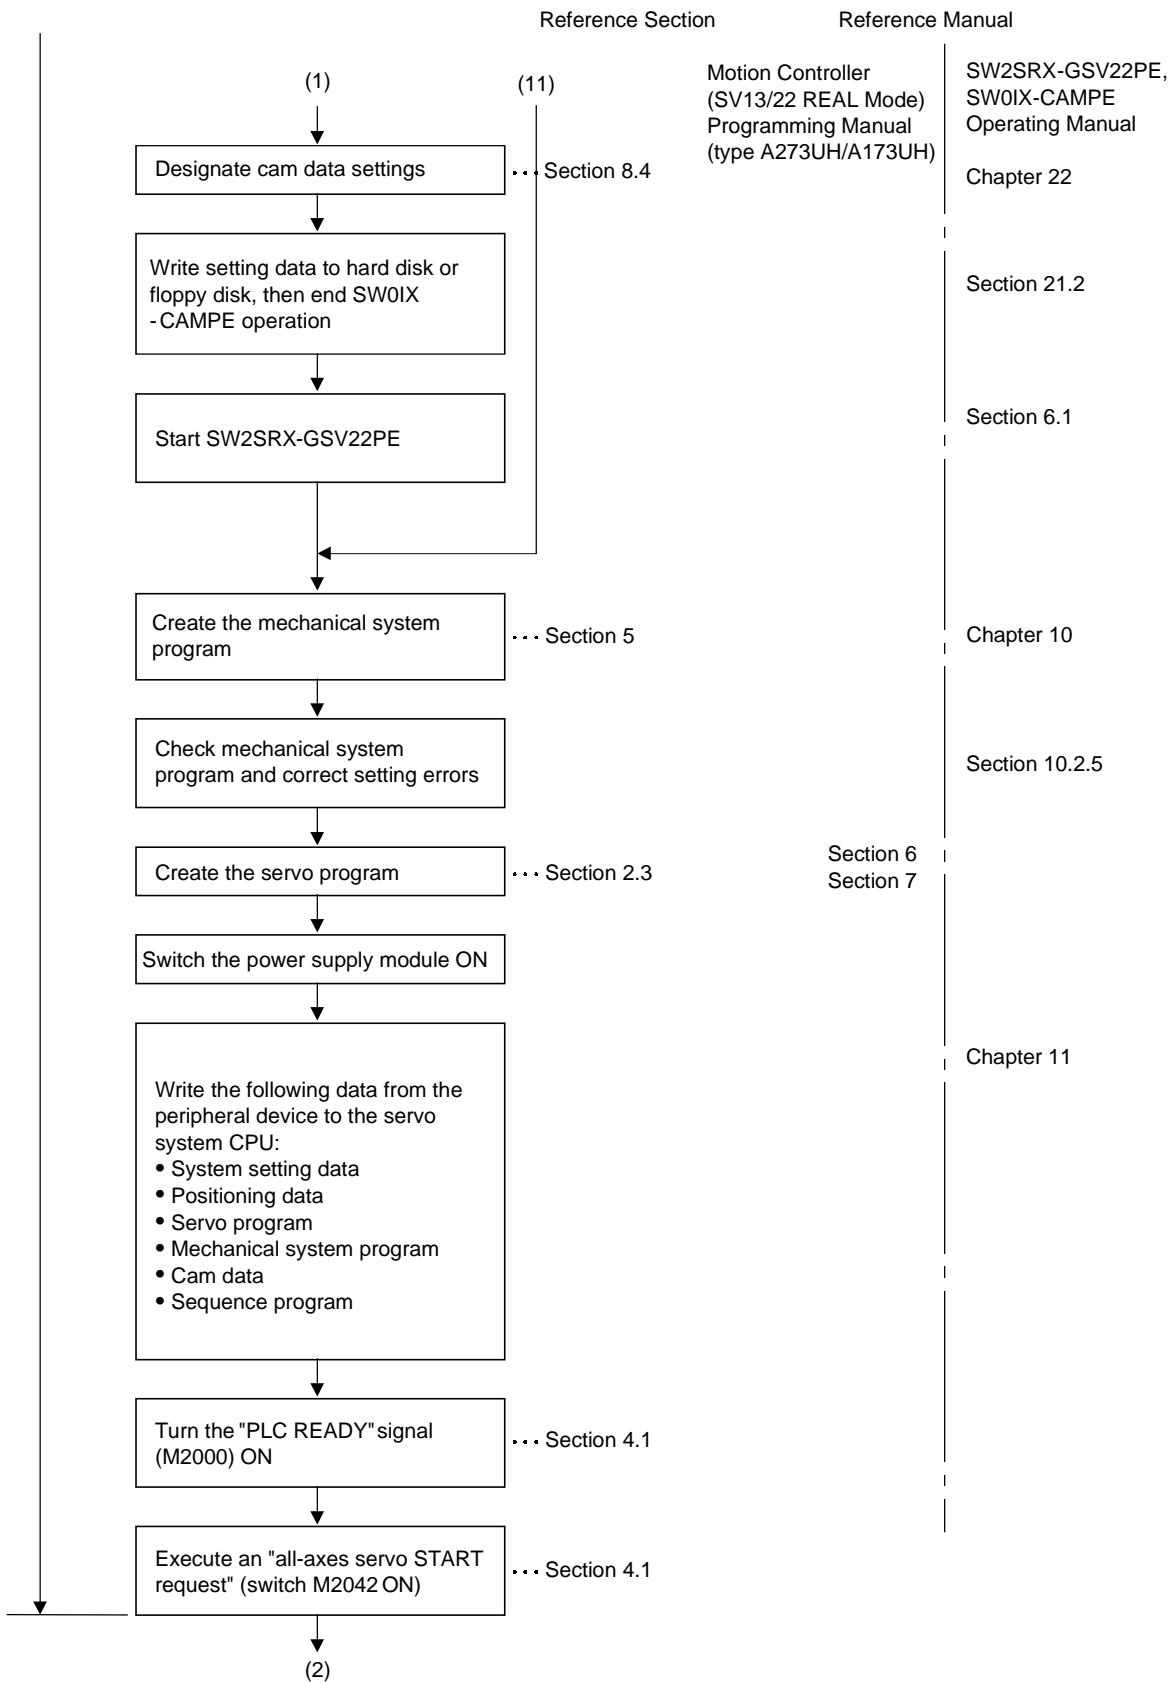 Reference Section
Reference Manual
(1)
(11)
Motion Controller
(SV13/22 REAL Mode)
Programming Manual
(type A273UH/A173UH)
SW2SRX-GSV22PE,
SW0IX-CAMPE
Operating Manual
Designate cam data settings
Section 8.4
Chapter 22
Write setting data to hard disk or
floppy disk, then end SW0IX
-CAMPE operation
Section 21.2
Start SW2SRX-GSV22PE
Section 6.1
Create the mechanical system
program
Section 5
Chapter 10
Check mechanical system
program and correct setting errors
Section 10.2.5
Create the servo program
Section 2.3
Section 6
Section 7
Switch the power supply module ON
Write the following data from the
peripheral device to the servo
system CPU:
• System setting data
• Positioning data
• Servo program
• Mechanical system program
• Cam data
• Sequence program
Chapter 11
Turn the "PLC READY" signal
(M2000) ON
Section 4.1
Execute an "all-axes servo START
request" (switch M2042 ON)
Section 4.1
(2)